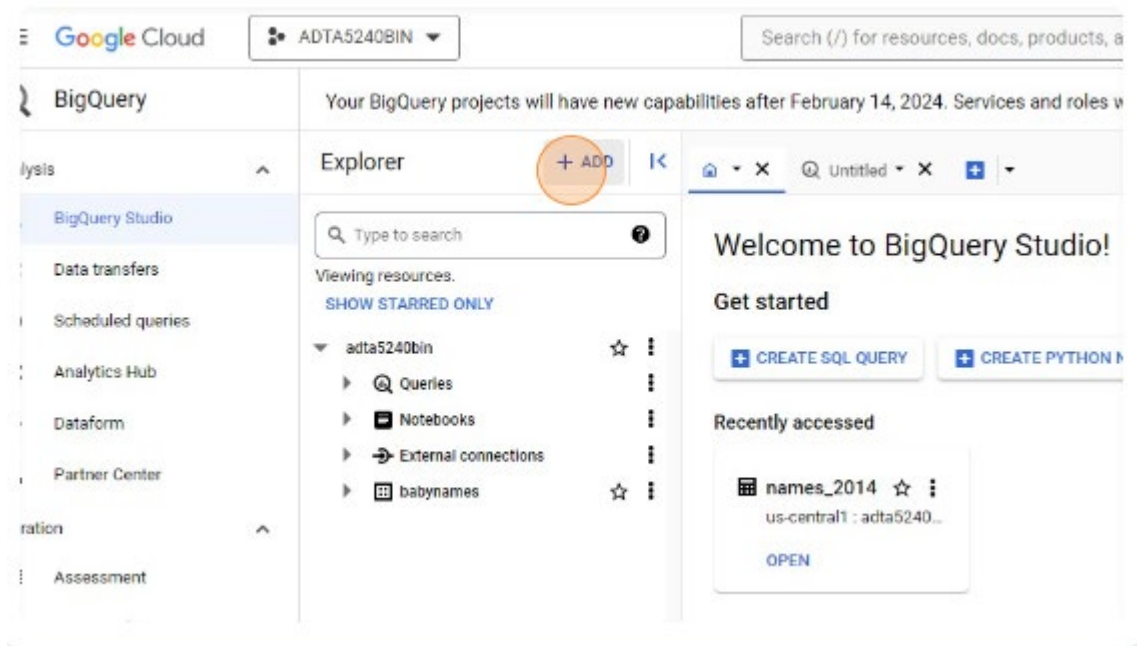 Google Cloud
ADTA5240BIN
Search (/) for resources, docs, products, a
BigQuery
Your BigQuery projects will have new capabilities after February 14, 2024. Services and roles w
lysis
BigQuery Studio
Data transfers
Scheduled queries
Analytics Hub
Dataform
Partner Center
ration
Assessment
Explorer
+ ADD
Type to search
Viewing resources.
SHOW STARRED ONLY
adta5240bin
Queries
Notebooks
External connections
babynames
Untitled
Welcome to BigQuery Studio!
Get started
CREATE SQL QUERY
CREATE PYTHON N
Recently accessed
names_2014
us-central1 : adta5240...
OPEN